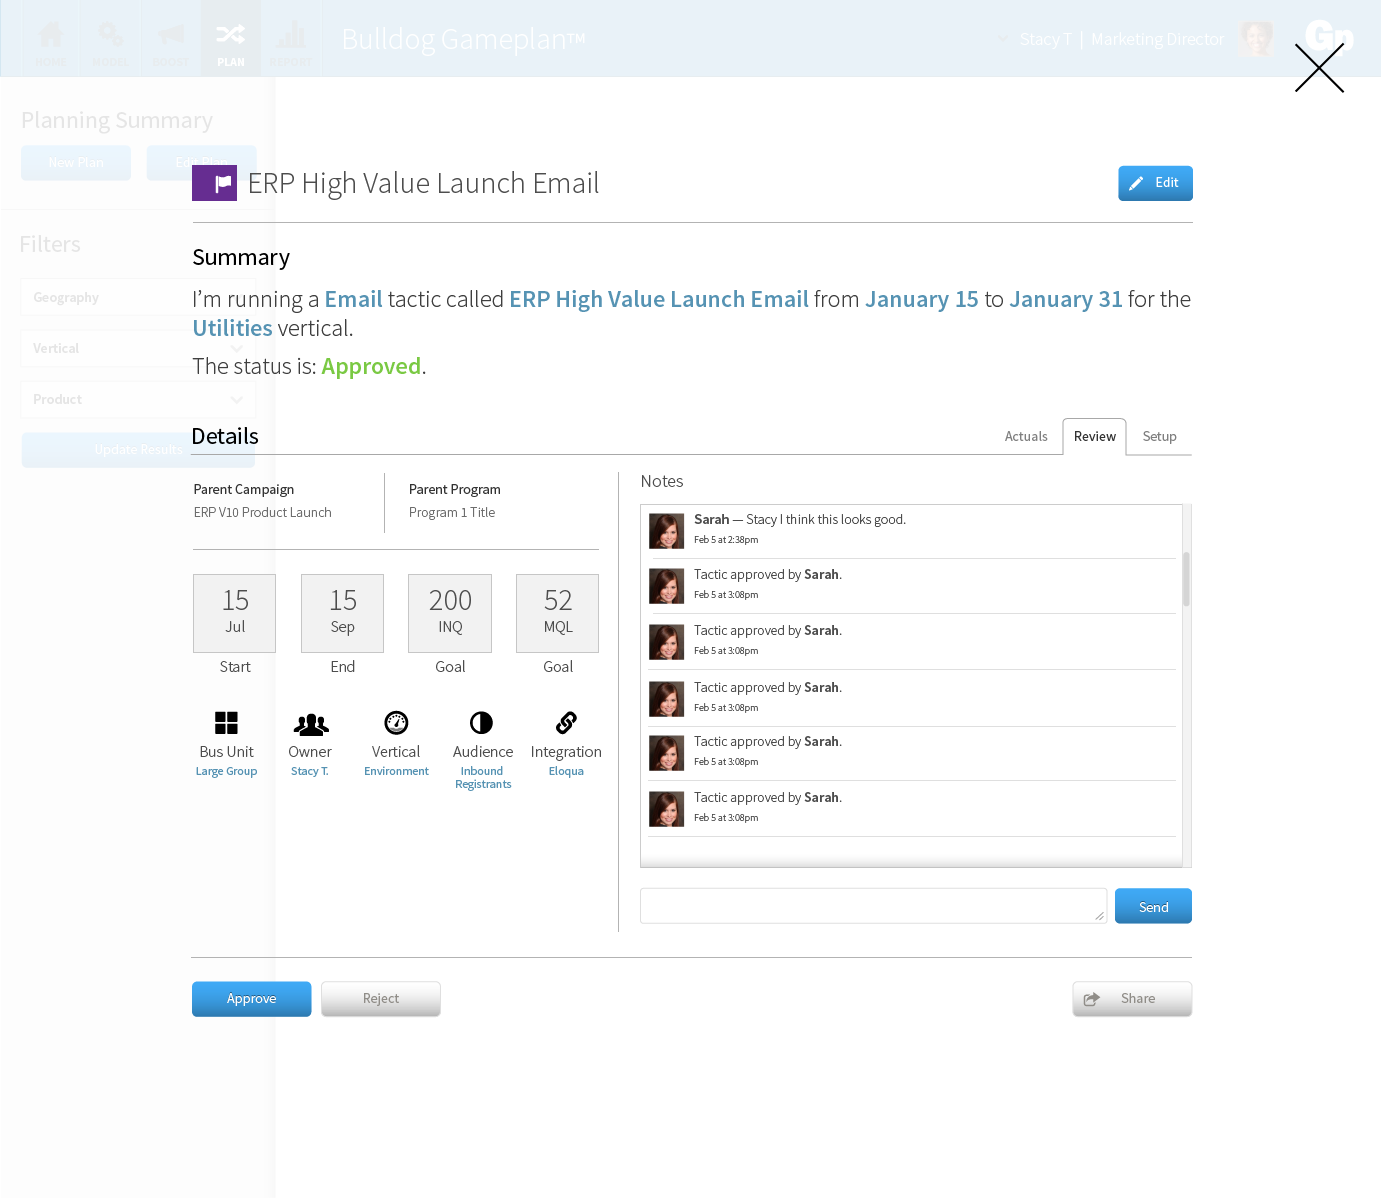 HOME
MODEL
BOOST
PLAN
REPORT
Bulldog Gameplan™
Stacy T | Marketing Director
Gp
Planning Summary
New Plan
Edit Plan
ERP High Value Launch Email
Edit
Filters
Geography
Vertical
Product
Update Results
Summary
I'm running a Email tactic called ERP High Value Launch Email from January 15 to January 31 for the
Utilities vertical.
The status is: Approved.
Details
Actuals
Review
Setup
Parent Campaign
ERP V10 Product Launch
Parent Program
Program 1 Title
15
Jul
Start
15
Sep
End
200
INQ
Goal
52
MQL
Goal
Bus Unit
Large Group
Owner
Stacy T.
Vertical
Environment
Audience
Inbound
Registrants
Integration
Eloqua
Notes
Sarah — Stacy I think this looks good.
Feb 5 at 2:38pm
Tactic approved by Sarah.
Feb 5 at 3:08pm
Tactic approved by Sarah.
Feb 5 at 3:08pm
Tactic approved by Sarah.
Feb 5 at 3:08pm
Tactic approved by Sarah.
Feb 5 at 3:08pm
Tactic approved by Sarah.
Feb 5 at 3:08pm
Send
Approve
Reject
Share